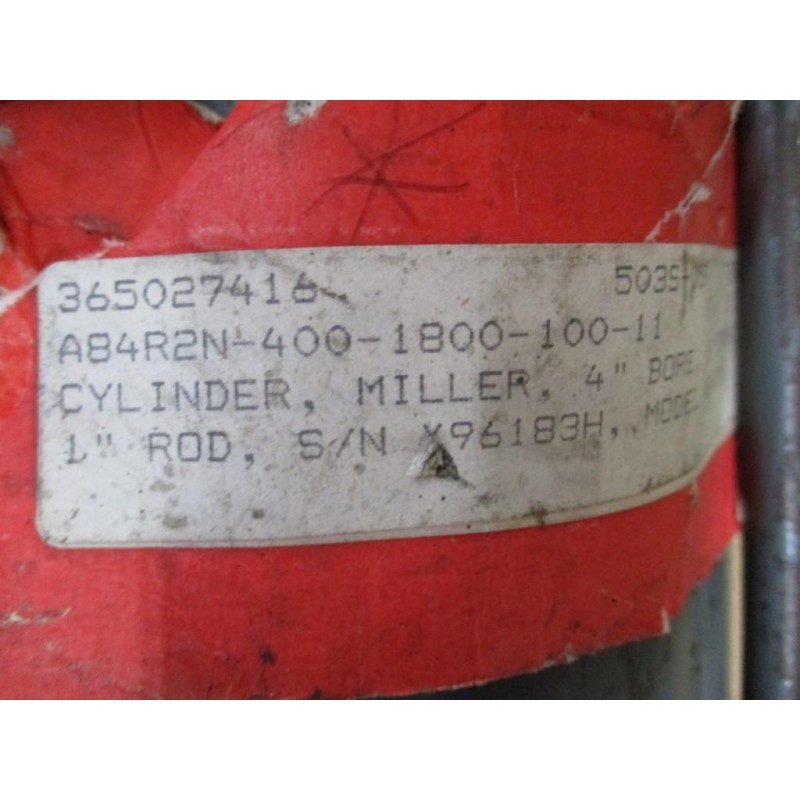 365027416
A84R2N-400-1800-100-11
CYLINDER, MILLER, 4" BORE
1" ROD, S/N X96183H, MODEL